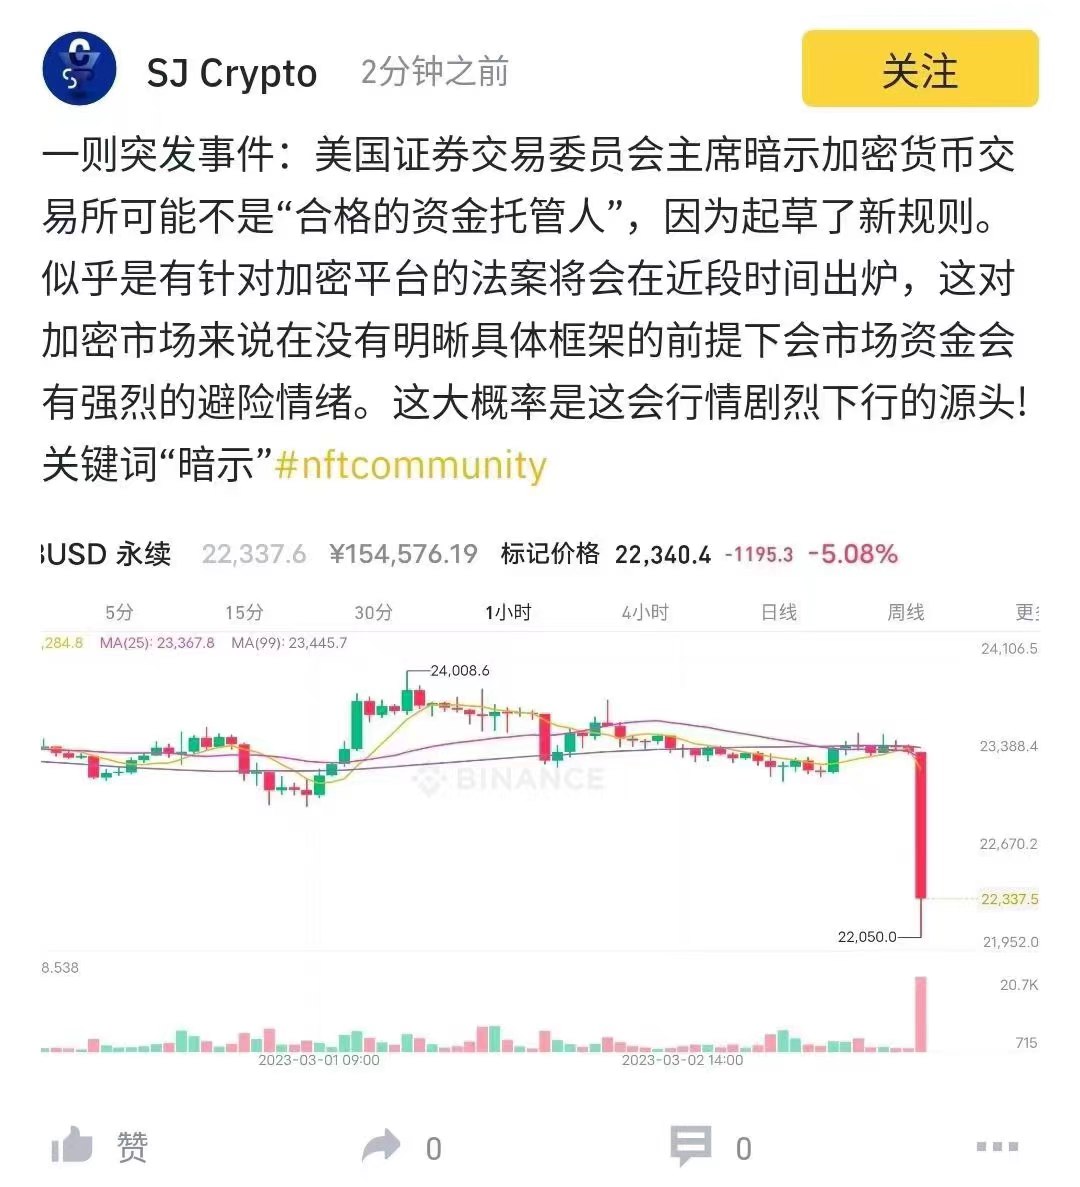 SJ Crypto 2分钟之前 关注
一则突发事件：美国证券交易委员会主席暗示加密货币交
易所可能不是“合格的资金托管人”，因为起草了新规则。
似乎是有针对加密平台的法案将会在近段时间出炉，这对
加密市场来说在没有明晰具体框架的前提下会市场资金会
有强烈的避险情绪。这大概率是这会行情剧烈下行的源头!
关键词“暗示”#nftcommunity
USD 永续 22,337.6 ¥154,576.19 标记价格 22,340.4 -1195.3 -5.08%
5分 15分 30分 1小时 4小时 日线 周线 更
,284.8 MA(25): 23,367.8 MA(99): 23,445.7
24,106.5
24,008.6
23,388.4
BINANCE
22,670.2
22,337.5
22,050.0
21,952.0
8.538
20.7K
715
2023-03-01 09:00 2023-03-02 14:00
赞 0 0